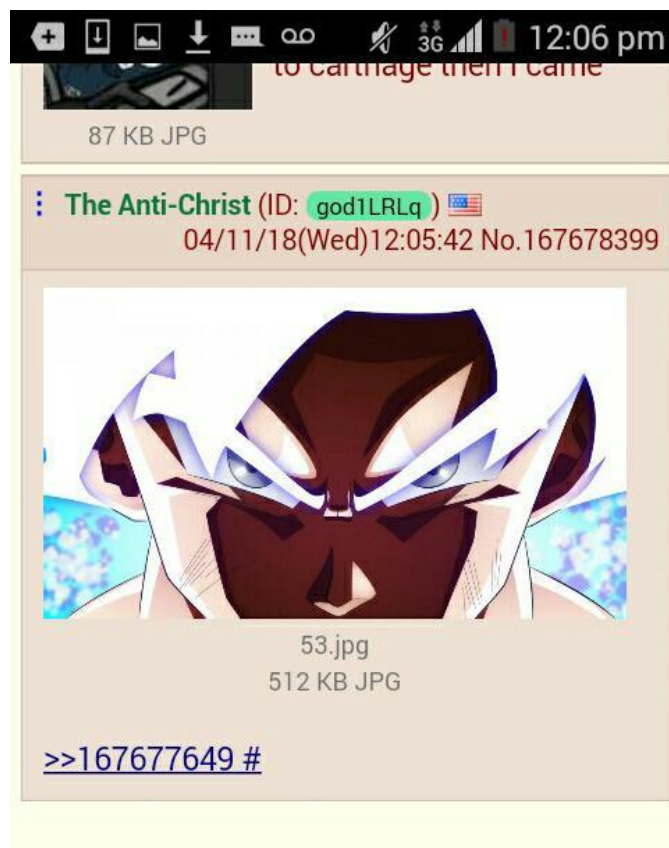 3G 12:06 pm
to carthage then I came
87 KB JPG
The Anti-Christ (ID: god1LRLq)
04/11/18(Wed)12:05:42 No.167678399
53.jpg
512 KB JPG
>>167677649 #